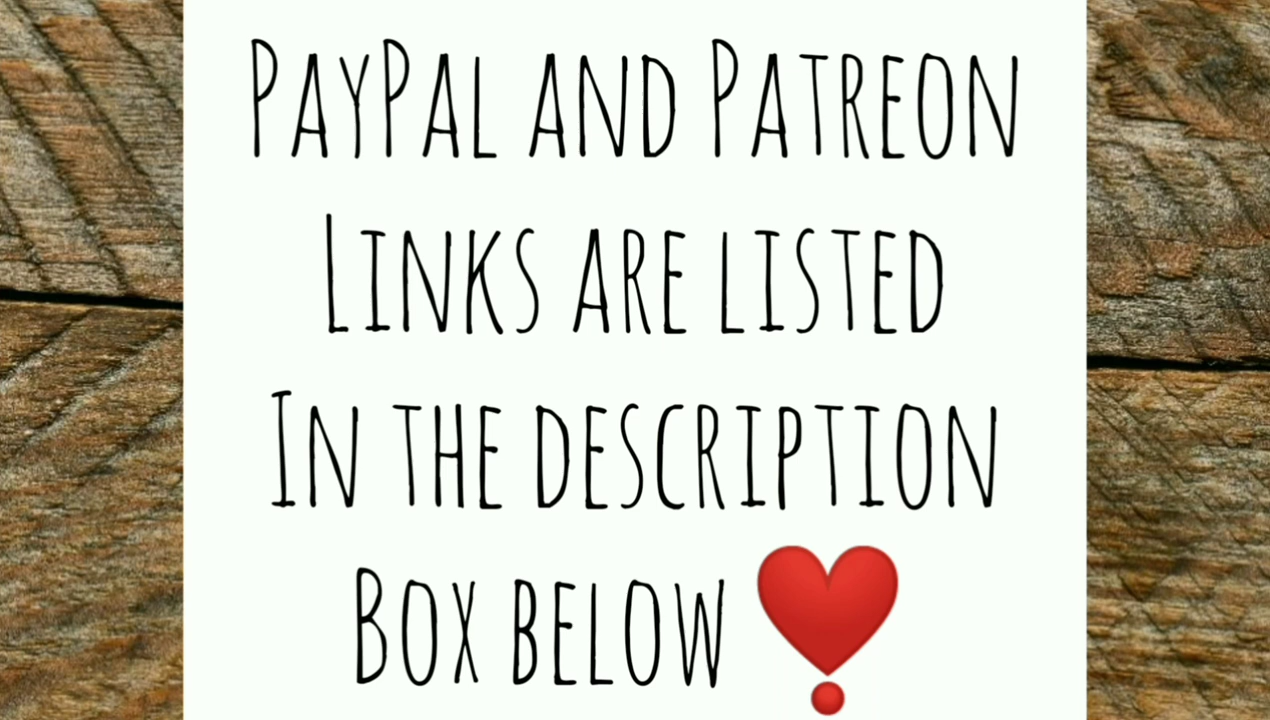 PayPal and Patreon
Links are listed
In the description
Box below ❣